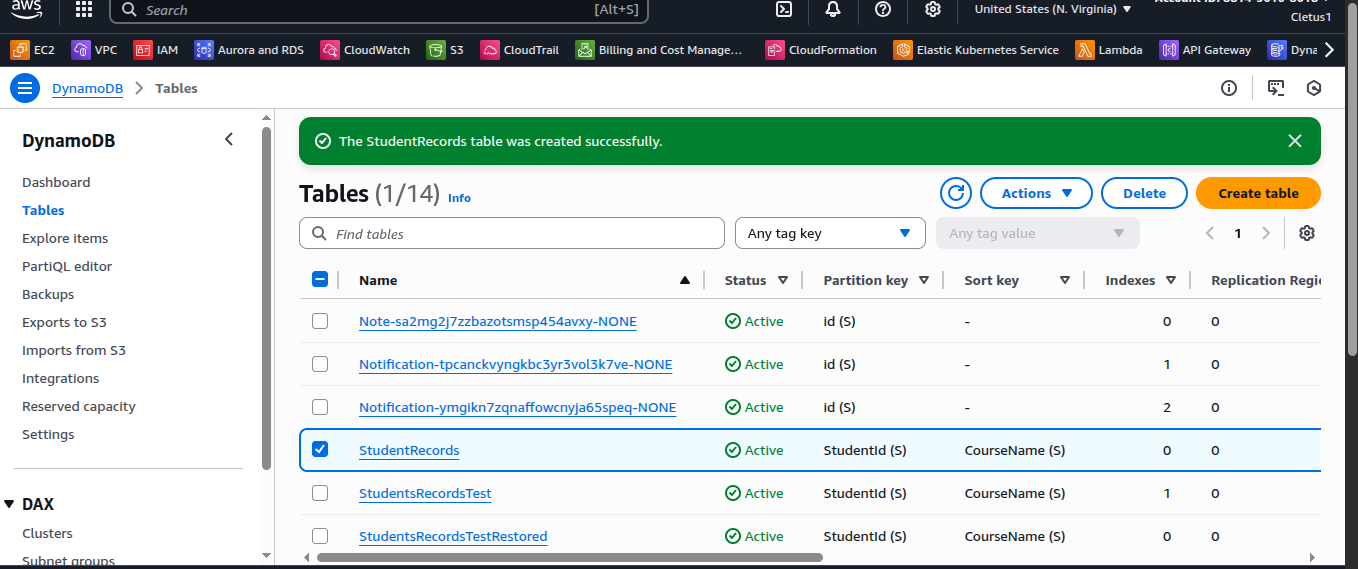 aws
Search [Alt+S] United States (N. Virginia) Cletus1
EC2 VPC IAM Aurora and RDS CloudWatch S3 CloudTrail Billing and Cost Manage... CloudFormation Elastic Kubernetes Service Lambda API Gateway Dyna
DynamoDB > Tables
DynamoDB
Dashboard
Tables
Explore items
PartiQL editor
Backups
Exports to S3
Imports from S3
Integrations
Reserved capacity
Settings
DAX
Clusters
Subnet groups
The StudentRecords table was created successfully.
Tables (1/14) Info Actions Delete Create table
Find tables Any tag key Any tag value 1
Name Status Partition key Sort key Indexes Replication Regi
Note-sa2mg2j7zzbazotsmsp454avxy-NONE Active id (S) - 0 0
Notification-tpcanckvyngkbc3yr3vol3k7ve-NONE Active id (S) - 1 0
Notification-ymgikn7zqnaffowcnyja65speq-NONE Active id (S) - 2 0
StudentRecords Active StudentId (S) CourseName (S) 0 0
StudentsRecordsTest Active StudentId (S) CourseName (S) 1 0
StudentsRecordsTestRestored Active StudentId (S) CourseName (S) 0 0